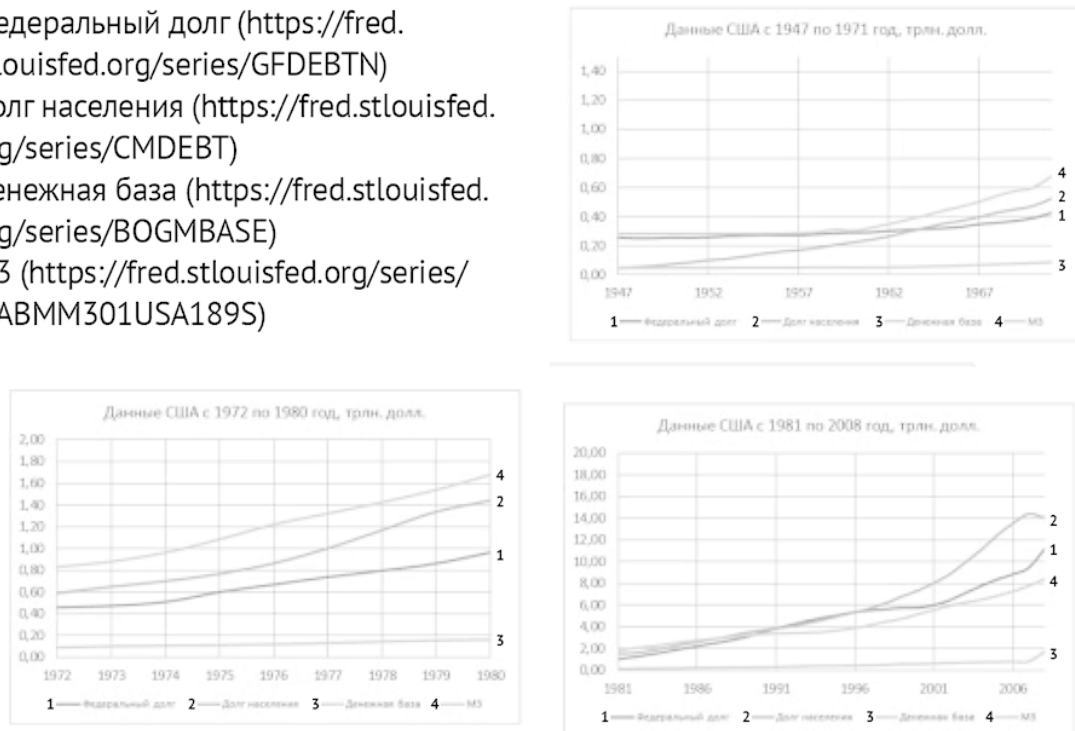 едеральный долг (https://fred.
louisfed.org/series/GFDEBTN)
олг населения (https://fred.stlouisfed.
g/series/CMDEBT)
енежная база (https://fred.stlouisfed.
g/series/BOGMBASE)
3 (https://fred.stlouisfed.org/series/
ABMM301USA189S)
Данные США с 1947 по 1971 год, трлн. долл.
1,40
1,20
1,00
0,80
0,60
0,40
0,20
0,00
4
2
1
3
1947 1952 1957 1962 1967
1 Федеральный долг 2 Долг населения 3 Денежная база 4 М3
Данные США с 1972 по 1980 год, трлн. долл.
2,00
1,80
1,60
1,40
1,20
1,00
0,80
0,60
0,40
0,20
0,00
4
2
1
3
1972 1973 1974 1975 1976 1977 1978 1979 1980
1 Федеральный долг 2 Долг населения 3 Денежная база 4 М3
Данные США с 1981 по 2008 год, трлн. долл.
20,00
18,00
16,00
14,00
12,00
10,00
8,00
6,00
4,00
2,00
0,00
2
1
4
3
1981 1986 1991 1996 2001 2006
1 Федеральный долг 2 Долг населения 3 Денежная база 4 М3